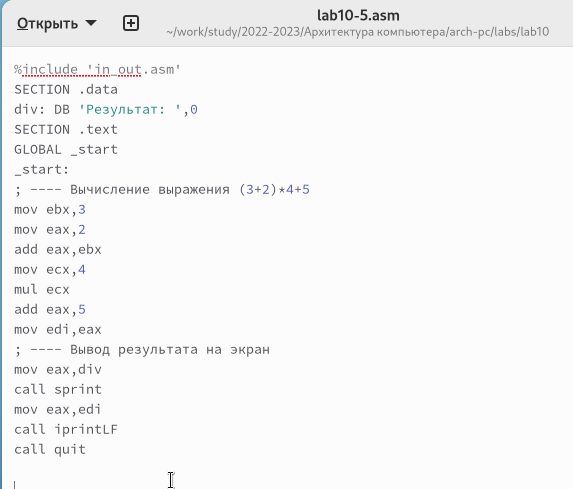 Открыть
lab10-5.asm
~/work/study/2022-2023/Архитектура компьютера/arch-pc/labs/lab10
%include 'in_out.asm'
SECTION .data
div: DB 'Результат: ',0
SECTION .text
GLOBAL _start
_start:
; ---- Вычисление выражения (3+2)*4+5
mov ebx,3
mov eax,2
add eax,ebx
mov ecx,4
mul ecx
add eax,5
mov edi,eax
; ---- Вывод результата на экран
mov eax,div
call sprint
mov eax,edi
call iprintLF
call quit